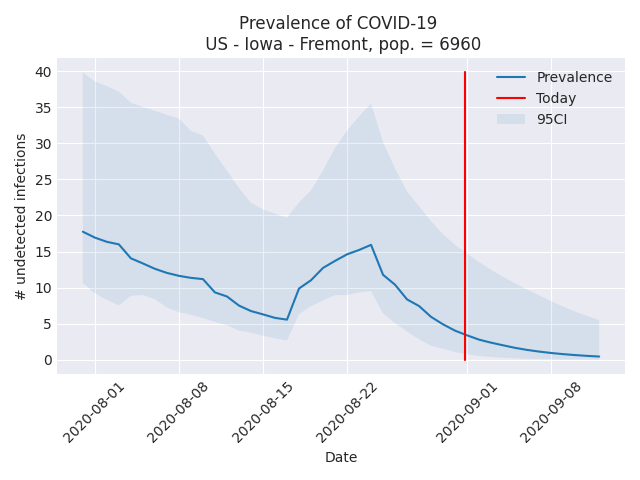 Prevalence of COVID-19
US - Iowa - Fremont, pop. = 6960
# undetected infections
40
35
30
25
20
15
10
5
0
Prevalence
Today
95CI
2020-08-01
2020-08-08
2020-08-15
2020-08-22
2020-09-01
2020-09-08
Date